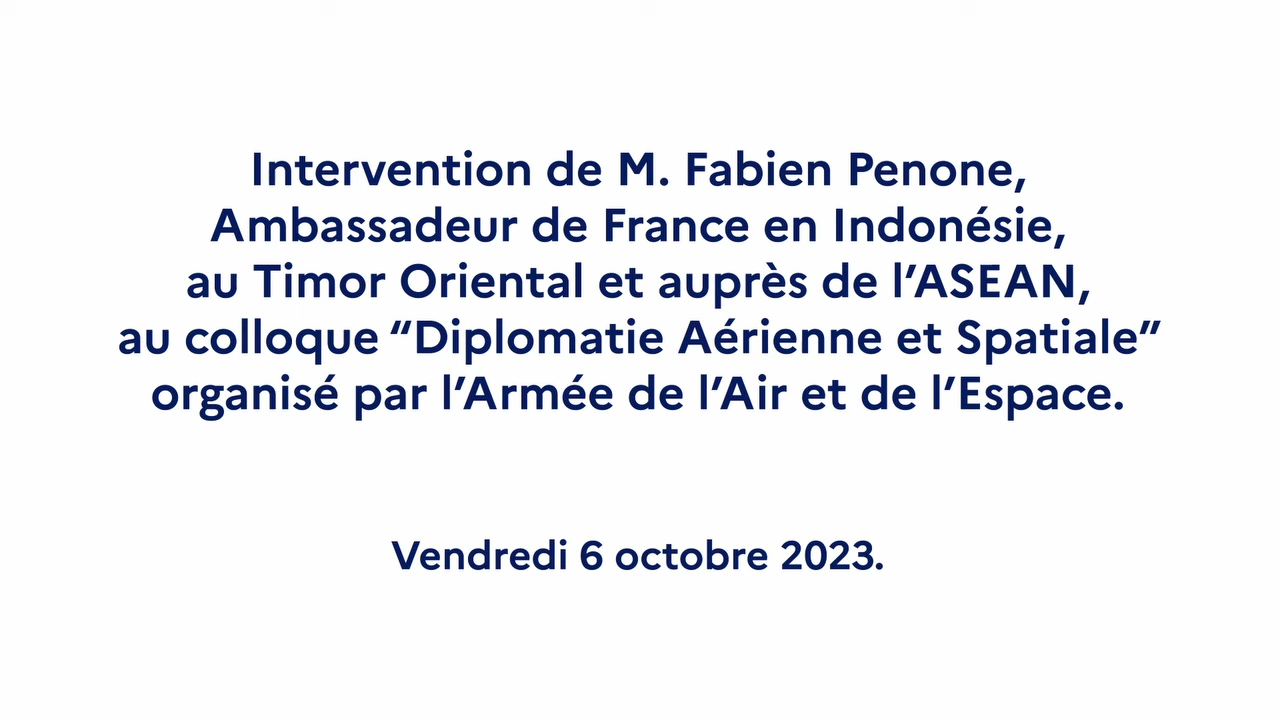 Intervention de M. Fabien Penone,
Ambassadeur de France en Indonésie,
au Timor Oriental et auprès de l’ASEAN,
au colloque “Diplomatie Aérienne et Spatiale”
organisé par l’Armée de l’Air et de l’Espace.
Vendredi 6 octobre 2023.